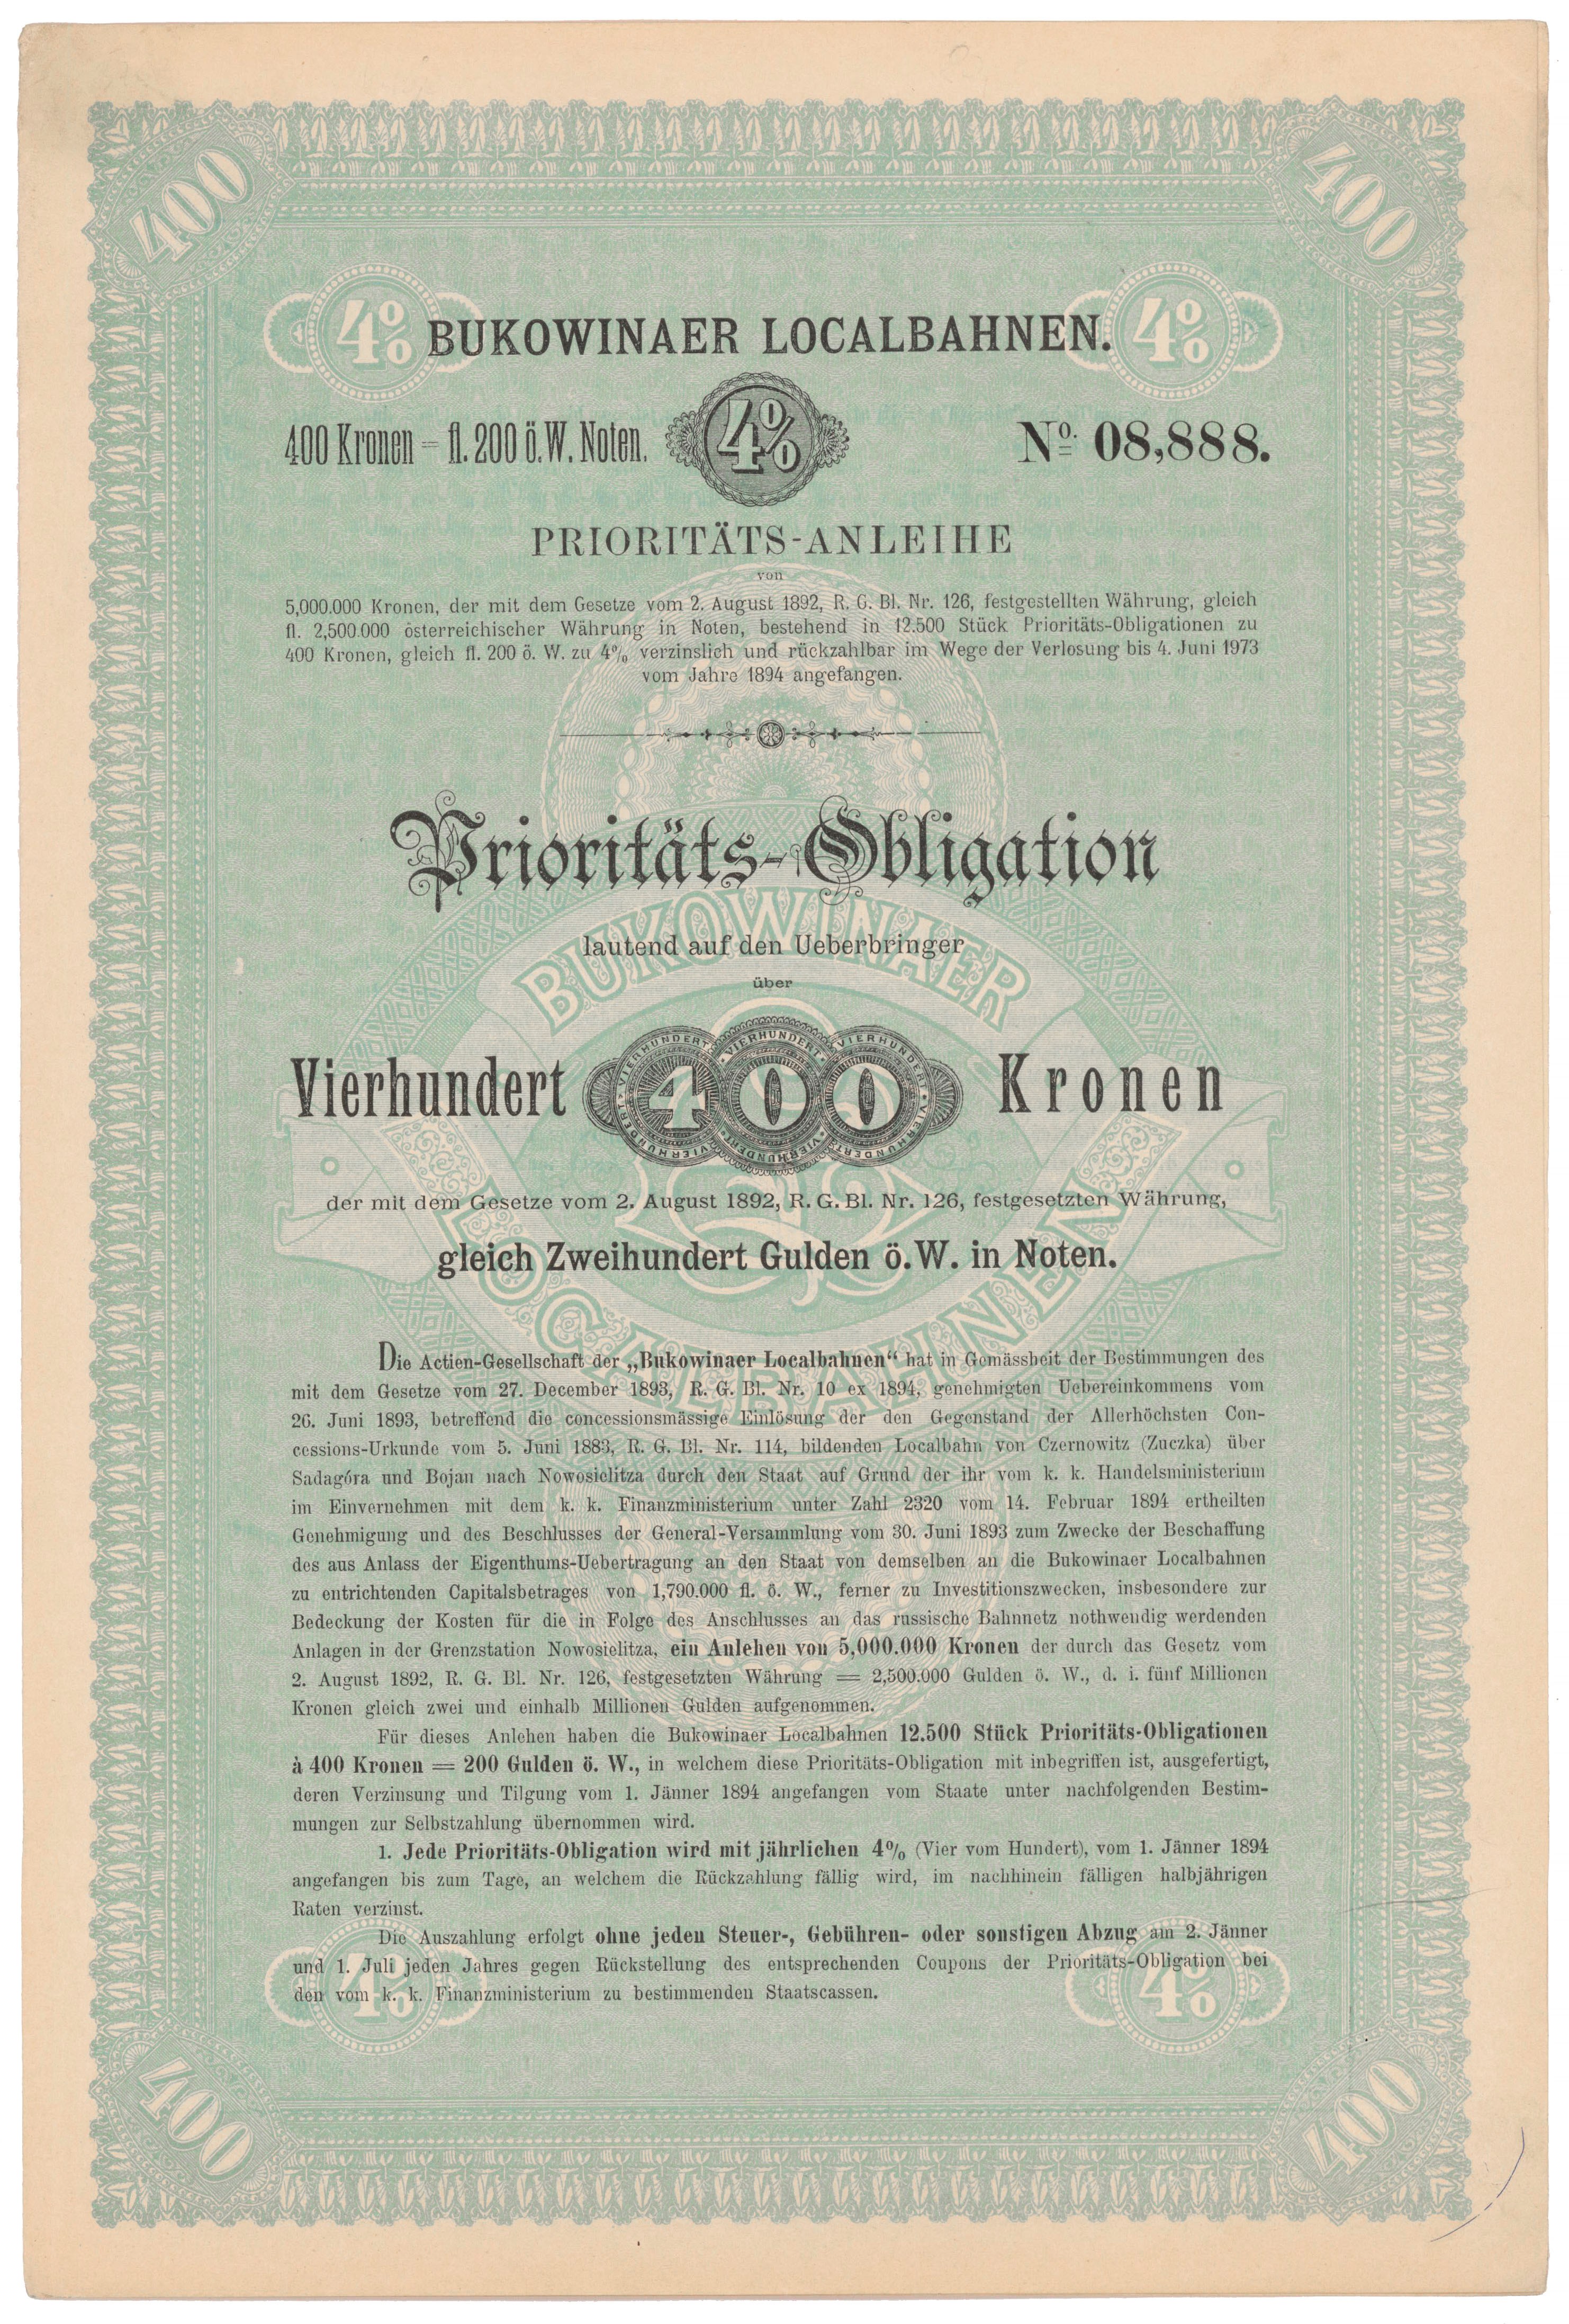 400
400
4%
BUKOWINAER LOCALBAHNEN.
4%
400 Kronen = fl. 200 ö. W. Noten.
4%
No. 08,888.
PRIORITÄTS-ANLEIHE
von
5,000.000 Kronen, der mit dem Gesetze vom 2. August 1892, R. G. Bl. Nr. 126, festgestellten Währung, gleich
fl. 2,500.000 österreichischer Währung in Noten, bestehend in 12.500 Stück Prioritäts-Obligationen zu
400 Kronen, gleich fl. 200 ö. W. zu 4% verzinslich und rückzahlbar im Wege der Verlosung bis 4. Juni 1973
vom Jahre 1894 angefangen.
Prioritäts-Obligation
BUKOWINAER
lautend auf den Ueberbringer
über
Vierhundert
400
VIERHUNDERT · VIERHUNDERT · VIERHUNDERT
Kronen
der mit dem Gesetze vom 2. August 1892, R. G. Bl. Nr. 126, festgesetzten Währung,
gleich Zweihundert Gulden ö. W. in Noten.
LOCALBAHNEN
Die Actien-Gesellschaft der „Bukowinaer Localbahnen“ hat in Gemässheit der Bestimmungen des
mit dem Gesetze vom 27. December 1893, R. G. Bl. Nr. 10 ex 1894, genehmigten Uebereinkommens vom
26. Juni 1893, betreffend die concessionsmässige Einlösung der den Gegenstand der Allerhöchsten Con-
cessions-Urkunde vom 5. Juni 1883, R. G. Bl. Nr. 114, bildenden Localbahn von Czernowitz (Zuczka) über
Sadagóra und Bojan nach Nowosielitza durch den Staat auf Grund der ihr vom k. k. Handelsministerium
im Einvernehmen mit dem k. k. Finanzministerium unter Zahl 2320 vom 14. Februar 1894 ertheilten
Genehmigung und des Beschlusses der General-Versammlung vom 30. Juni 1893 zum Zwecke der Beschaffung
des aus Anlass der Eigenthums-Uebertragung an den Staat von demselben an die Bukowinaer Localbahnen
zu entrichtenden Capitalsbetrages von 1,790.000 fl. ö. W., ferner zu Investitionszwecken, insbesondere zur
Bedeckung der Kosten für die in Folge des Anschlusses an das russische Bahnnetz nothwendig werdenden
Anlagen in der Grenzstation Nowosielitza, ein Anlehen von 5,000.000 Kronen der durch das Gesetz vom
2. August 1892, R. G. Bl. Nr. 126, festgesetzten Währung = 2,500.000 Gulden ö. W., d. i. fünf Millionen
Kronen gleich zwei und einhalb Millionen Gulden aufgenommen.
Für dieses Anlehen haben die Bukowinaer Localbahnen 12.500 Stück Prioritäts-Obligationen
à 400 Kronen = 200 Gulden ö. W., in welchem diese Prioritäts-Obligation mit inbegriffen ist, ausgefertigt,
deren Verzinsung und Tilgung vom 1. Jänner 1894 angefangen vom Staate unter nachfolgenden Bestim-
mungen zur Selbstzahlung übernommen wird.
1. Jede Prioritäts-Obligation wird mit jährlichen 4% (Vier vom Hundert), vom 1. Jänner 1894
angefangen bis zum Tage, an welchem die Rückzahlung fällig wird, im nachhinein fälligen halbjährigen
Raten verzinst.
Die Auszahlung erfolgt ohne jeden Steuer-, Gebühren- oder sonstigen Abzug am 2. Jänner
und 1. Juli jeden Jahres gegen Rückstellung des entsprechenden Coupons der Prioritäts-Obligation bei
den vom k. k. Finanzministerium zu bestimmenden Staatscassen.
4%
4%
400
400